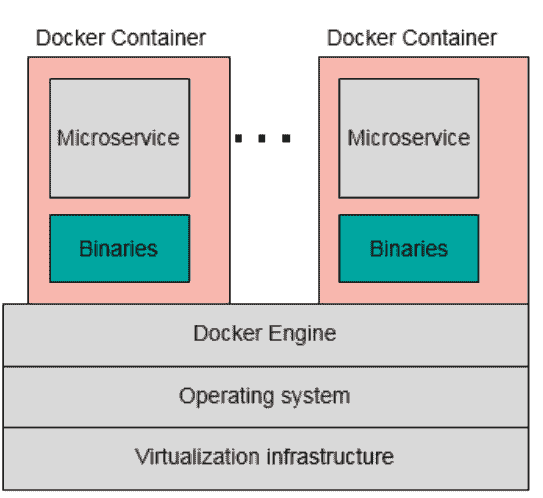 Docker Container
Docker Container
Microservice
Microservice
Binaries
Binaries
Docker Engine
Operating system
Virtualization infrastructure